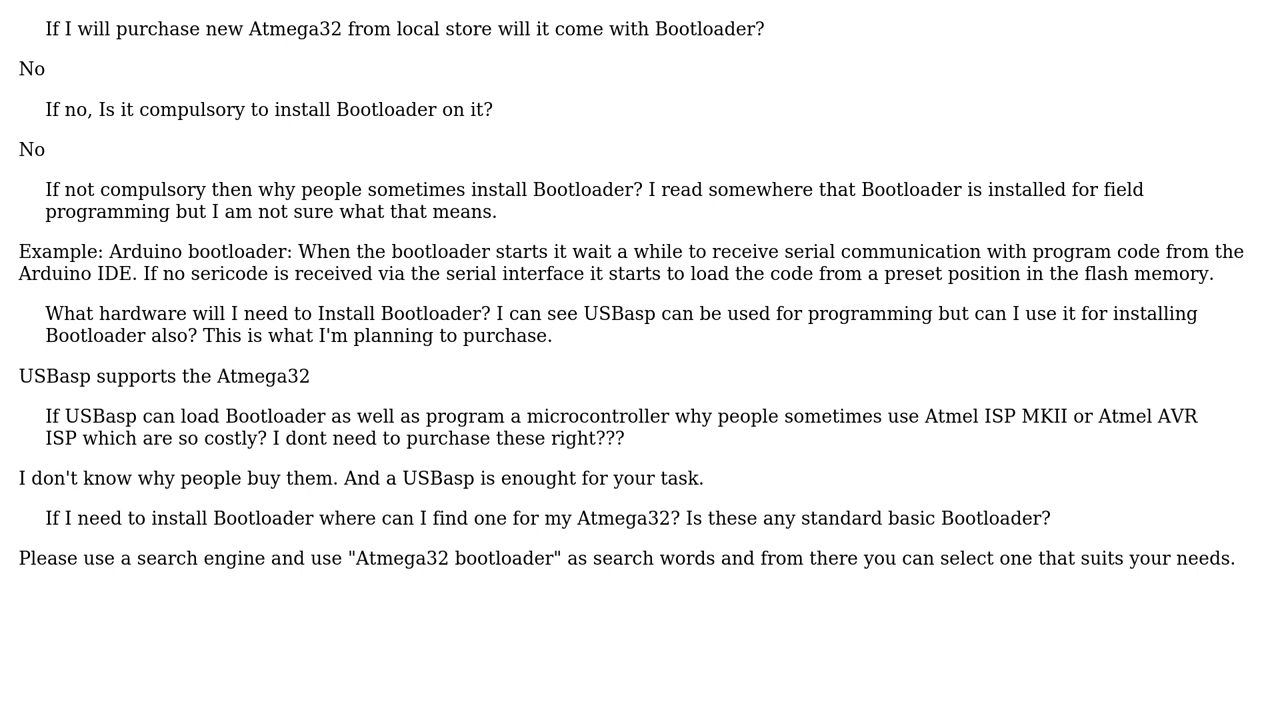 If I will purchase new Atmega32 from local store will it come with Bootloader?
No
If no, Is it compulsory to install Bootloader on it?
No
If not compulsory then why people sometimes install Bootloader? I read somewhere that Bootloader is installed for field
programming but I am not sure what that means.
Example: Arduino bootloader: When the bootloader starts it wait a while to receive serial communication with program code from the
Arduino IDE. If no sericode is received via the serial interface it starts to load the code from a preset position in the flash memory.
What hardware will I need to Install Bootloader? I can see USBasp can be used for programming but can I use it for installing
Bootloader also? This is what I'm planning to purchase.
USBasp supports the Atmega32
If USBasp can load Bootloader as well as program a microcontroller why people sometimes use Atmel ISP MKII or Atmel AVR
ISP which are so costly? I dont need to purchase these right???
I don't know why people buy them. And a USBasp is enought for your task.
If I need to install Bootloader where can I find one for my Atmega32? Is these any standard basic Bootloader?
Please use a search engine and use "Atmega32 bootloader" as search words and from there you can select one that suits your needs.